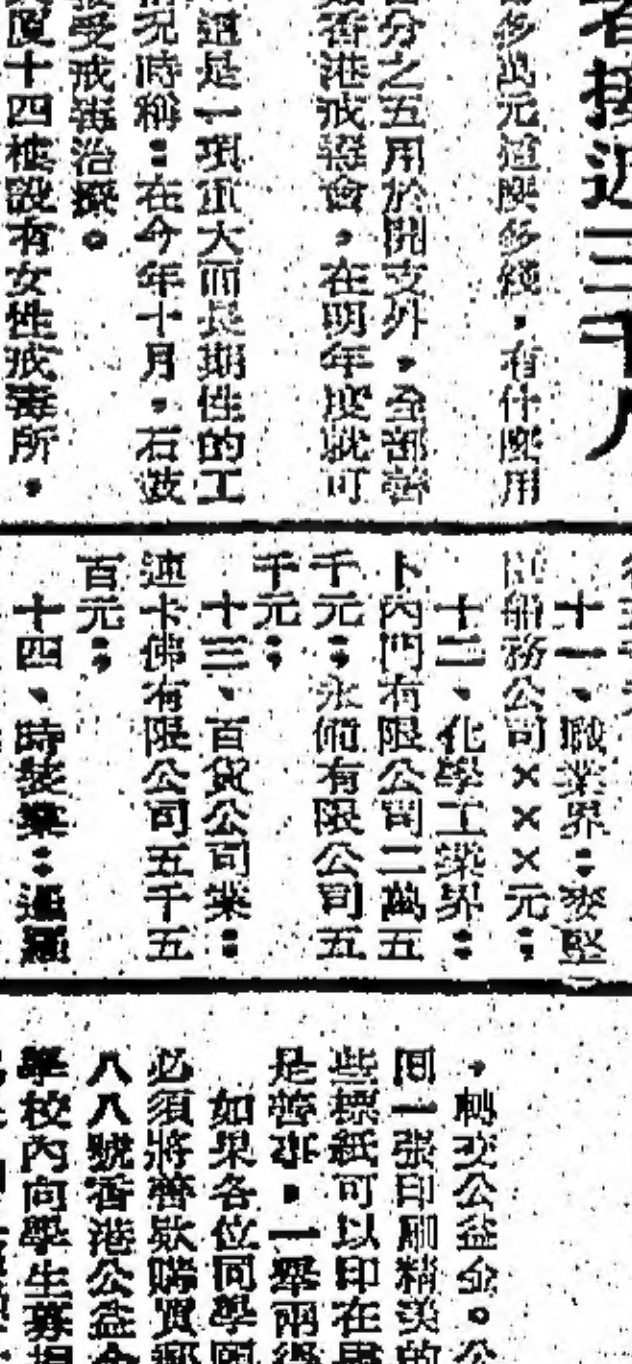 者接近三千人
多萬元這麼多錢，有什麼用
百分之五用於開支外，全部善
香港戒毒會，在明年度就可
這是一項重大而長期性的工
情況時稱：在今年十月，石鼓
接受戒毒治療。
厦十四樓設有女性戒毒所，
十一、職業界：麥堅
船務公司×××元；
十二、化學工業界：
卜內門有限公司二萬五
千元；永備有限公司五
千元；
十三、百貨公司業：
連卡佛有限公司五千五
百元；
十四、時裝業：
，轉交公益金。公
間一張印刷精美的
些標紙可以印在
是善事，一舉兩得
如果各位同學
必須將善款購買郵
八八號香港公益金
學校內向學生募捐